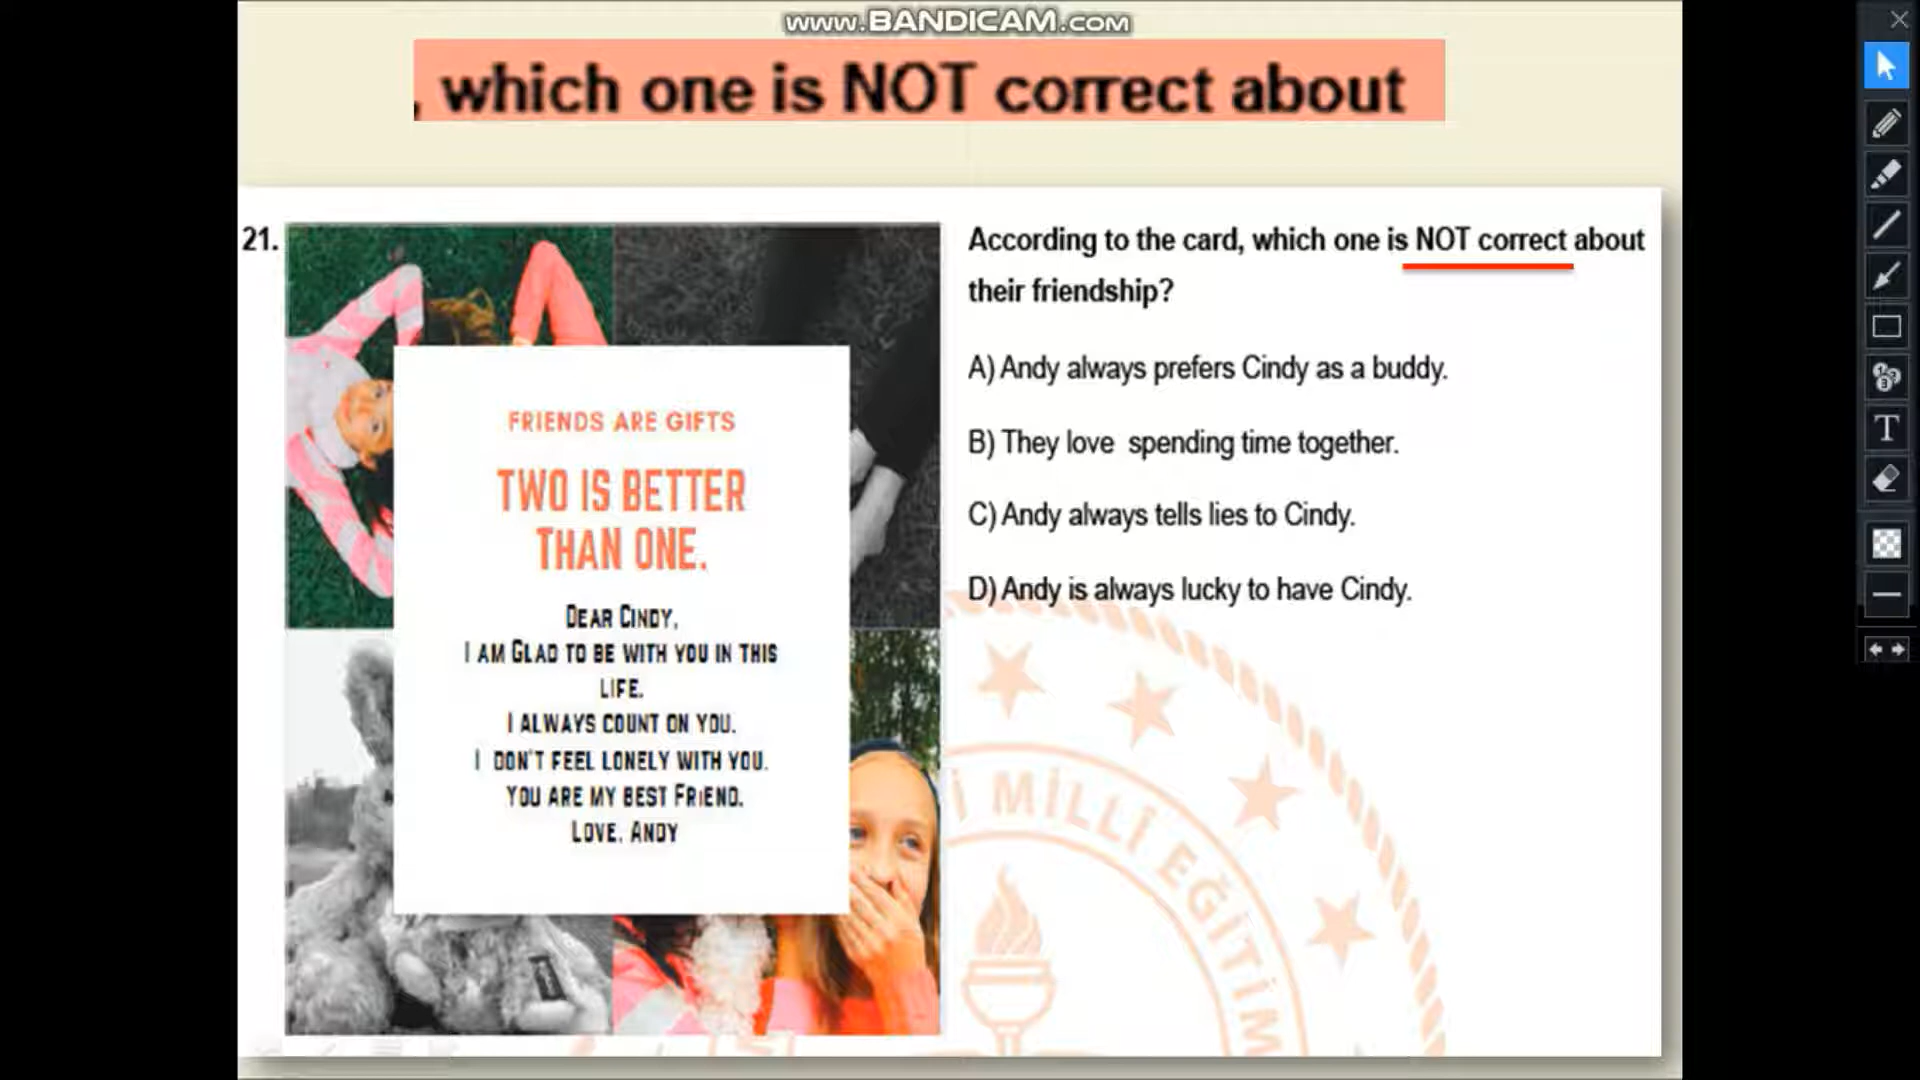 www.BANDICAM.com
, which one is NOT correct about
21.
FRIENDS ARE GIFTS
TWO IS BETTER
THAN ONE.
DEAR CINDY,
I AM GLAD TO BE WITH YOU IN THIS
LIFE.
I ALWAYS COUNT ON YOU.
I DON'T FEEL LONELY WITH YOU.
YOU ARE MY BEST FRIEND.
LOVE, ANDY
According to the card, which one is NOT correct about
their friendship?
A) Andy always prefers Cindy as a buddy.
B) They love spending time together.
C) Andy always tells lies to Cindy.
D) Andy is always lucky to have Cindy.
İ MİLLÎ EĞİTİM
T